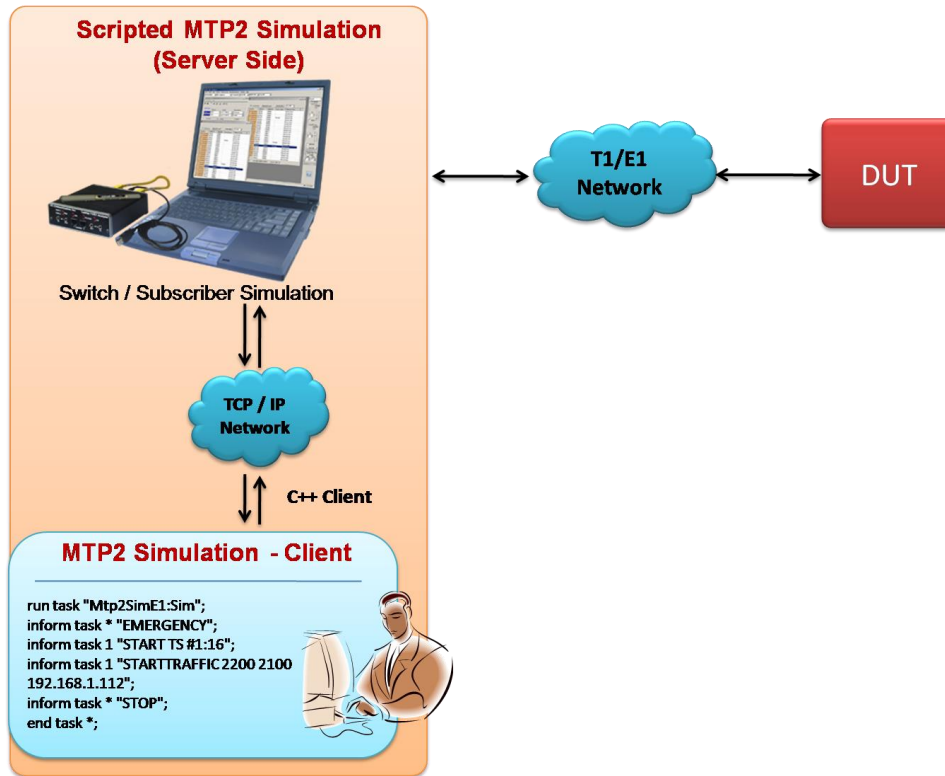 Scripted MTP2 Simulation
(Server Side)
Switch / Subscriber Simulation
T1/E1
Network
DUT
TCP / IP
Network
C++ Client
MTP2 Simulation - Client
run task "Mtp2SimE1:Sim";
inform task * "EMERGENCY";
inform task 1 "START TS #1:16";
inform task 1 "STARTTRAFFIC 2200 2100
192.168.1.112";
inform task * "STOP";
end task *;